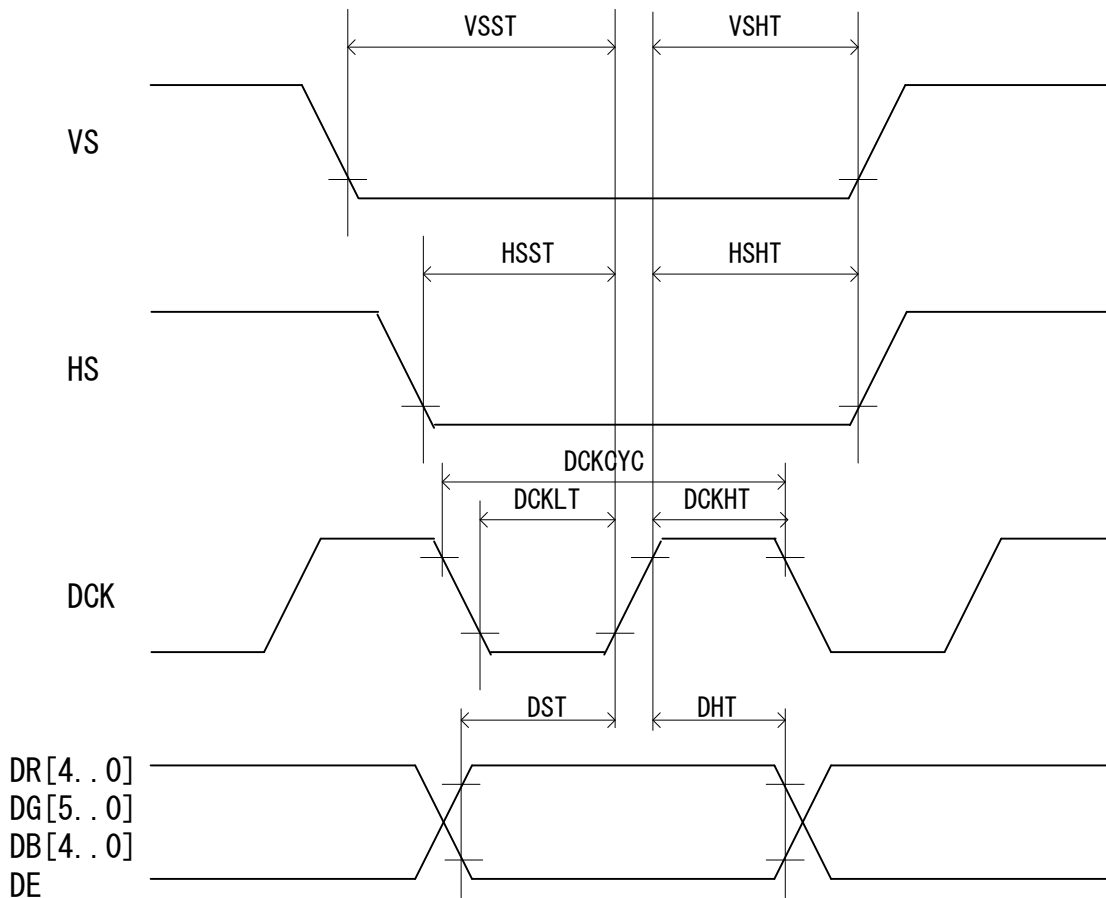 VSST VSHT
VS
HSST HSHT
HS
DCKCYC
DCKLT DCKHT
DCK
DST DHT
DR[4..0]
DG[5..0]
DB[4..0]
DE